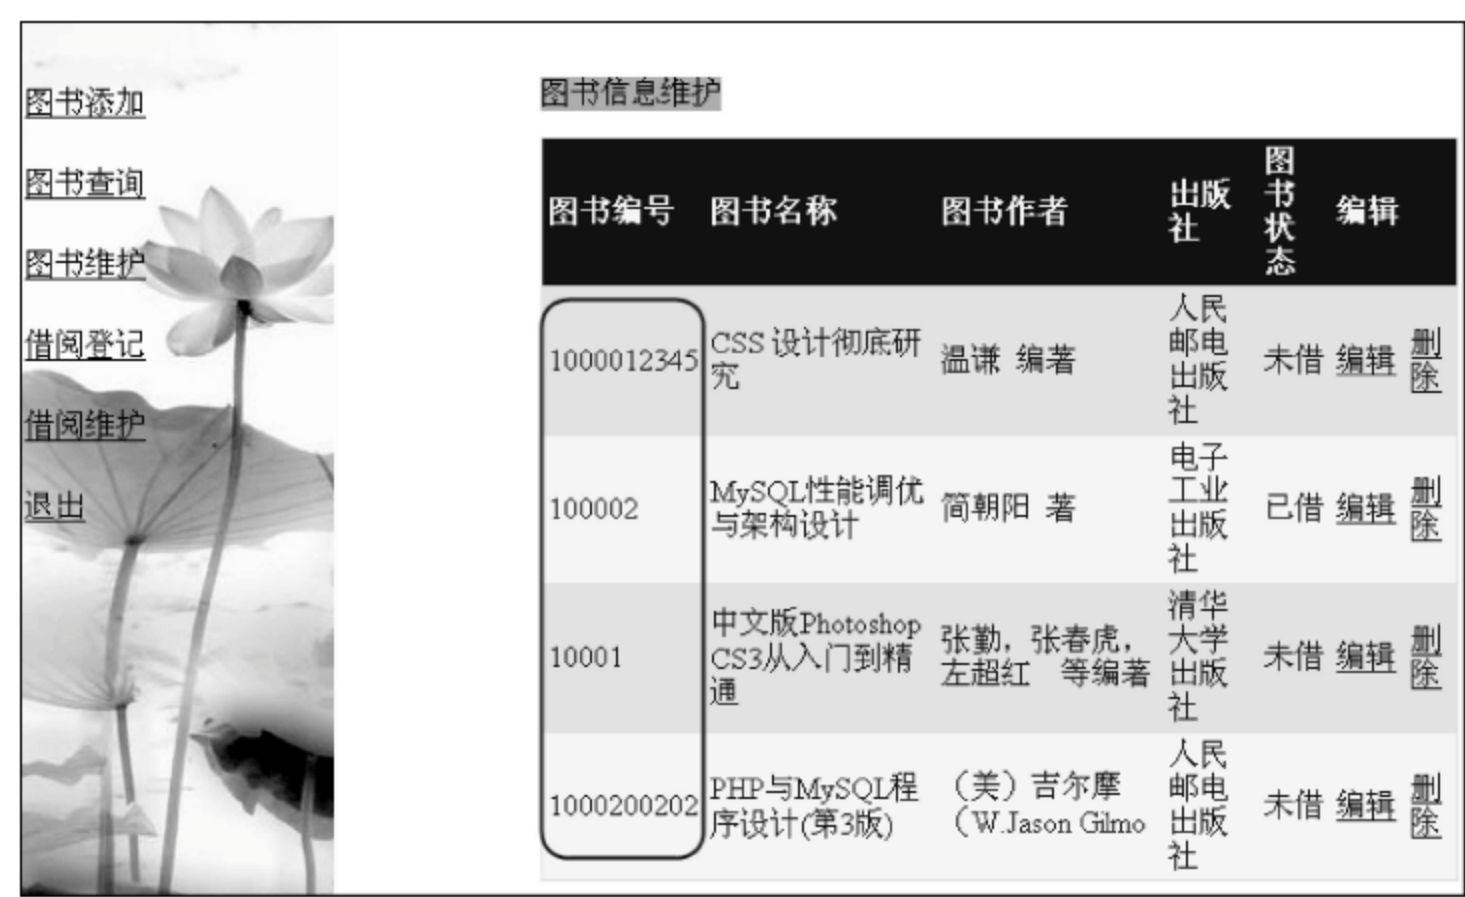 图书添加
图书查询
图书维护
借阅登记
借阅维护
退出
图书信息维护
图书编号 图书名称 图书作者 出版社 图书状态 编辑
1000012345 CSS 设计彻底研究 温谦 编著 人民邮电出版社 未借 编辑 删除
100002 MySQL性能调优与架构设计 简朝阳 著 电子工业出版社 已借 编辑 删除
10001 中文版Photoshop CS3从入门到精通 张勤，张春虎，左超红 等编著 清华大学出版社 未借 编辑 删除
1000200202 PHP与MySQL程序设计(第3版) （美）吉尔摩（W.Jason Gilmo 人民邮电出版社 未借 编辑 删除